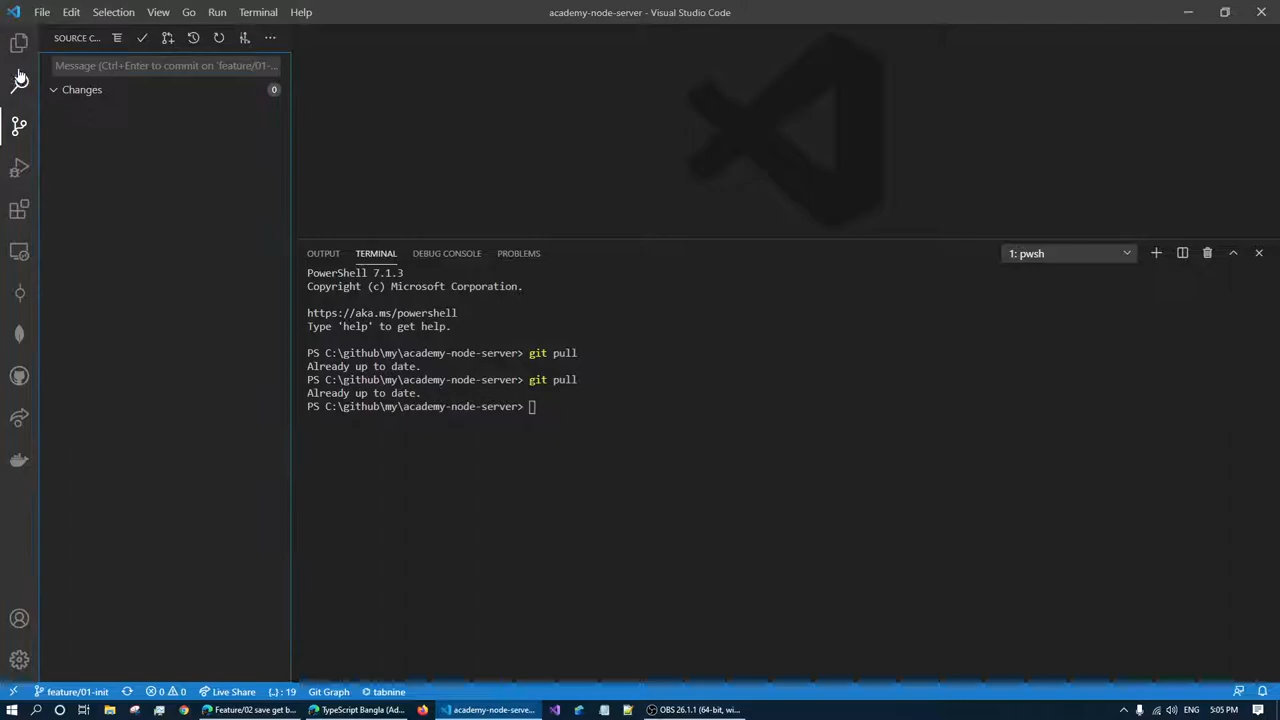 File Edit Selection View Go Run Terminal Help
academy-node-server - Visual Studio Code
SOURCE C...
Message (Ctrl+Enter to commit on 'feature/01-...
Changes
0
OUTPUT TERMINAL DEBUG CONSOLE PROBLEMS
1: pwsh
PowerShell 7.1.3
Copyright (c) Microsoft Corporation.
https://aka.ms/powershell
Type 'help' to get help.
PS C:\github\my\academy-node-server> git pull
Already up to date.
PS C:\github\my\academy-node-server> git pull
Already up to date.
PS C:\github\my\academy-node-server>
feature/01-init 0 0 Live Share {..} : 19 Git Graph tabnine
Feature/02 save get b... TypeScript Bangla (Ad... academy-node-serve... OBS 26.1.1 (64-bit, wi... ENG 5:05 PM